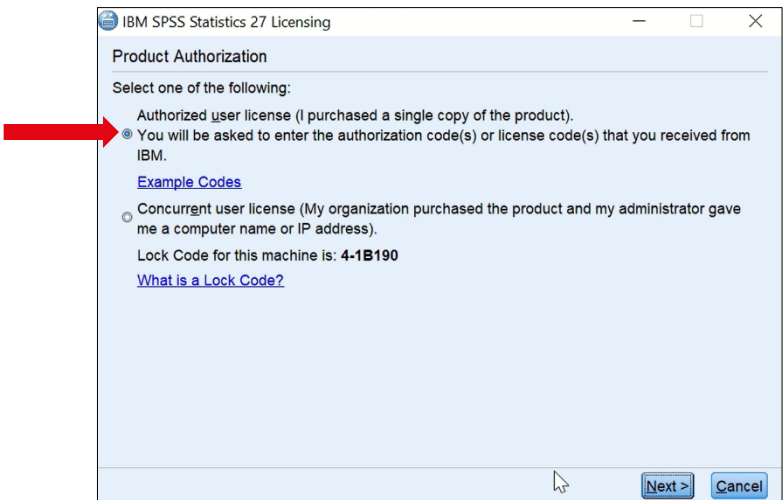 IBM SPSS Statistics 27 Licensing
Product Authorization
Select one of the following:
Authorized user license (I purchased a single copy of the product).
You will be asked to enter the authorization code(s) or license code(s) that you received from
IBM.
Example Codes
Concurrent user license (My organization purchased the product and my administrator gave
me a computer name or IP address).
Lock Code for this machine is: 4-1B190
What is a Lock Code?
Next > Cancel